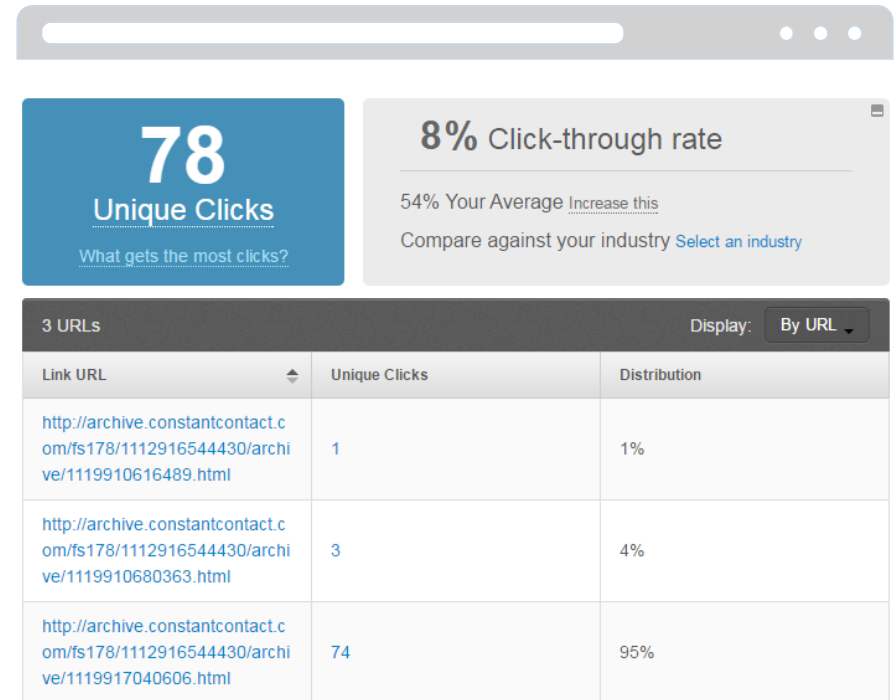 78
Unique Clicks
What gets the most clicks?
8% Click-through rate
54% Your Average Increase this
Compare against your industry Select an industry
3 URLs Display: By URL
Link URL Unique Clicks Distribution
http://archive.constantcontact.c
om/fs178/1112916544430/archi
ve/1119910616489.html
1
1%
http://archive.constantcontact.c
om/fs178/1112916544430/archi
ve/1119910680363.html
3
4%
http://archive.constantcontact.c
om/fs178/1112916544430/archi
ve/1119917040606.html
74
95%